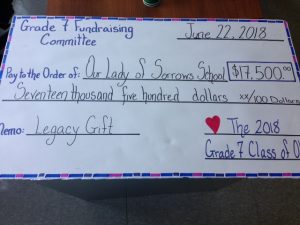 Grade 7 Fundraising June 22, 2018
Committee
Pay to the Order of: Our Lady of Sorrows School $17,500.00
Seventeen thousand five hundred dollars xx/100 Dollars
Memo: Legacy Gift The 2018
Grade 7 Class of